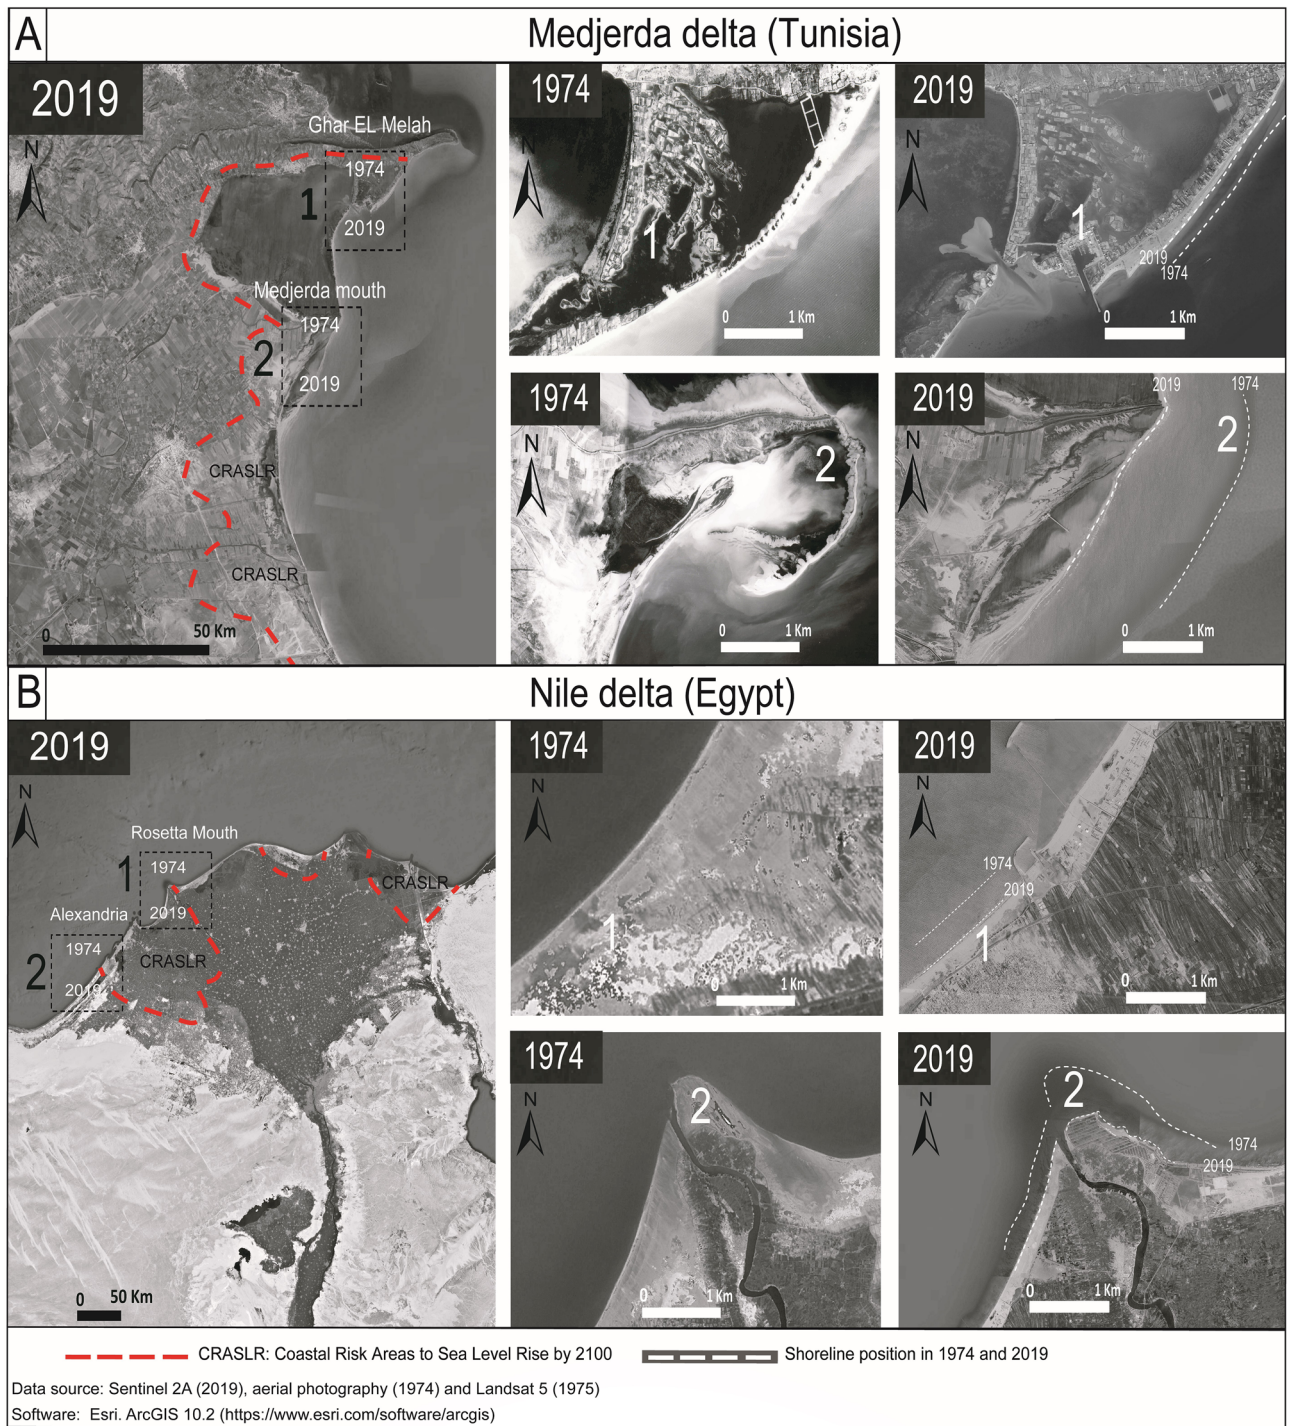 A
Medjerda delta (Tunisia)
2019
N
Ghar EL Melah
1974
1
2019
Medjerda mouth
1974
2
2019
CRASLR
CRASLR
0 50 Km
1974
N
1
0 1 Km
2019
N
1
2019
1974
0 1 Km
1974
N
2
0 1 Km
2019
N
2019 1974
2
0 1 Km
B
Nile delta (Egypt)
2019
N
Rosetta Mouth
1
1974
2019
Alexandria
2
1974
2019
CRASLR
CRASLR
0 50 Km
1974
N
1
0 1 Km
2019
N
1974
2019
1
0 1 Km
1974
N
2
0 1 Km
2019
N
2
1974
2019
0 1 Km
CRASLR: Coastal Risk Areas to Sea Level Rise by 2100
Shoreline position in 1974 and 2019
Data source: Sentinel 2A (2019), aerial photography (1974) and Landsat 5 (1975)
Software: Esri. ArcGIS 10.2 (https://www.esri.com/software/arcgis)